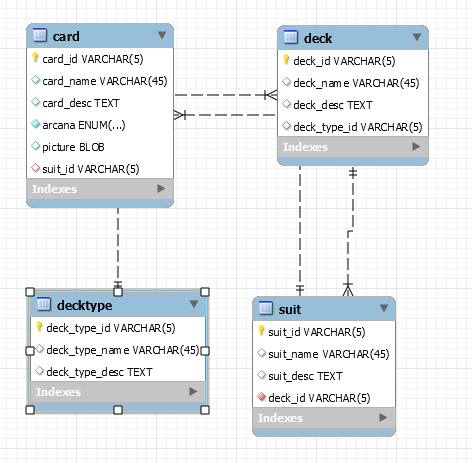 card
card_id VARCHAR(5)
card_name VARCHAR(45)
card_desc TEXT
arcana ENUM(...)
picture BLOB
suit_id VARCHAR(5)
Indexes
deck
deck_id VARCHAR(5)
deck_name VARCHAR(45)
deck_desc TEXT
deck_type_id VARCHAR(5)
Indexes
decktype
deck_type_id VARCHAR(5)
deck_type_name VARCHAR(45)
deck_type_desc TEXT
Indexes
suit
suit_id VARCHAR(5)
suit_name VARCHAR(45)
suit_desc TEXT
deck_id VARCHAR(5)
Indexes